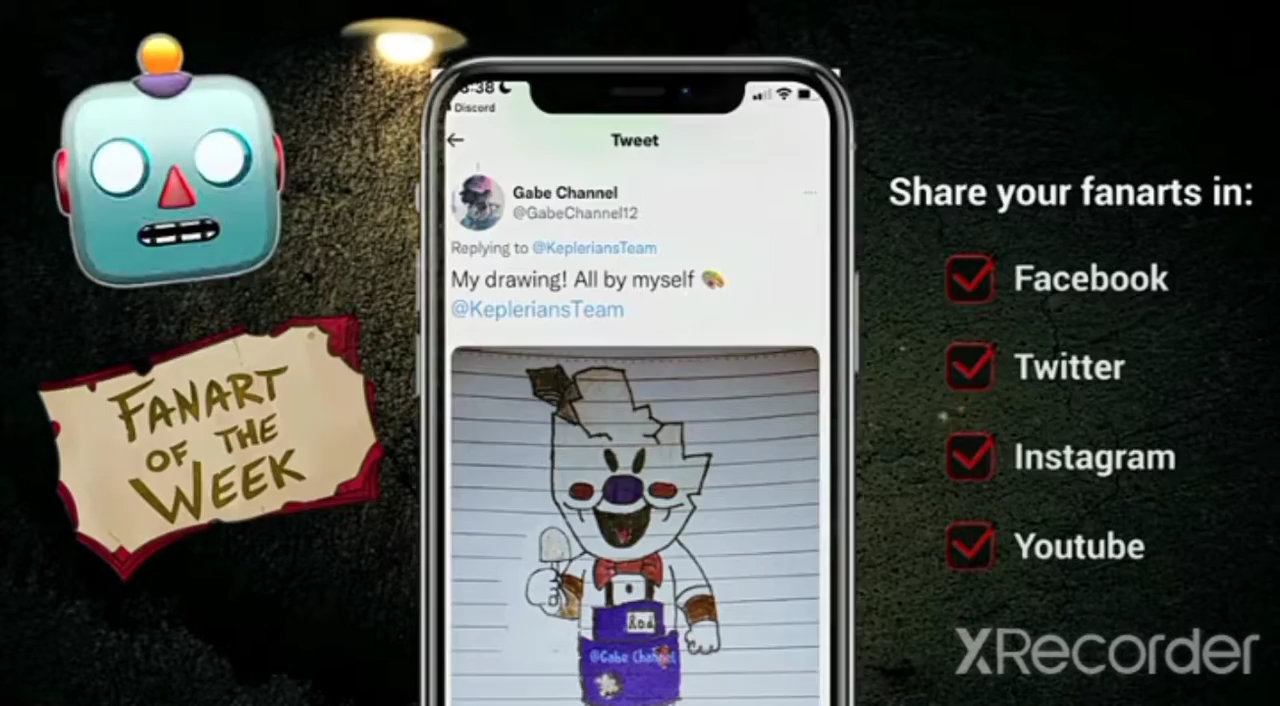 FANART
OF THE
WEEK
:38
Discord
Tweet
Gabe Channel
@GabeChannel12
Replying to @KepleriansTeam
My drawing! All by myself
@KepleriansTeam
Rod
@Gabe Channel
Share your fanarts in:
Facebook
Twitter
Instagram
Youtube
XRecorder